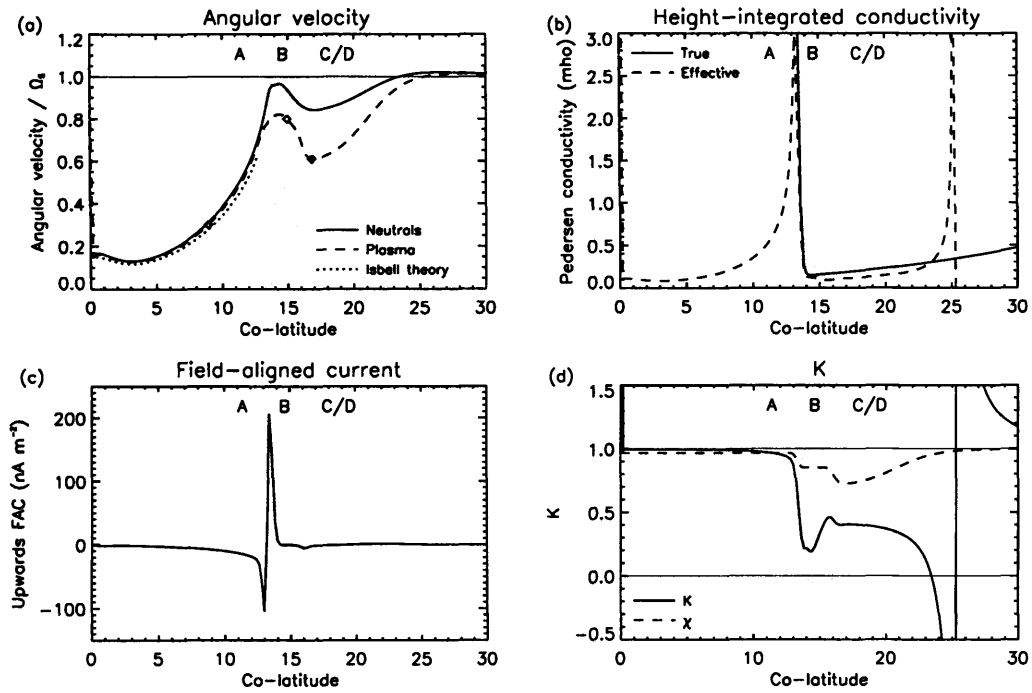 (a)
Angular velocity
Angular velocity / Ωs
1.2
1.0
0.8
0.6
0.4
0.2
0.0
A B C/D
Neutrals
Plasma
Isbell theory
0 5 10 15 20 25 30
Co-latitude
(b)
Height-integrated conductivity
Pedersen conductivity (mho)
3.0
2.5
2.0
1.5
1.0
0.5
0.0
True
Effective
A B C/D
0 5 10 15 20 25 30
Co-latitude
(c)
Field-aligned current
Upwards FAC (nA m⁻²)
200
100
0
-100
A B C/D
0 5 10 15 20 25 30
Co-latitude
(d)
K
K
1.5
1.0
0.5
0.0
-0.5
A B C/D
K
χ
0 5 10 15 20 25 30
Co-latitude